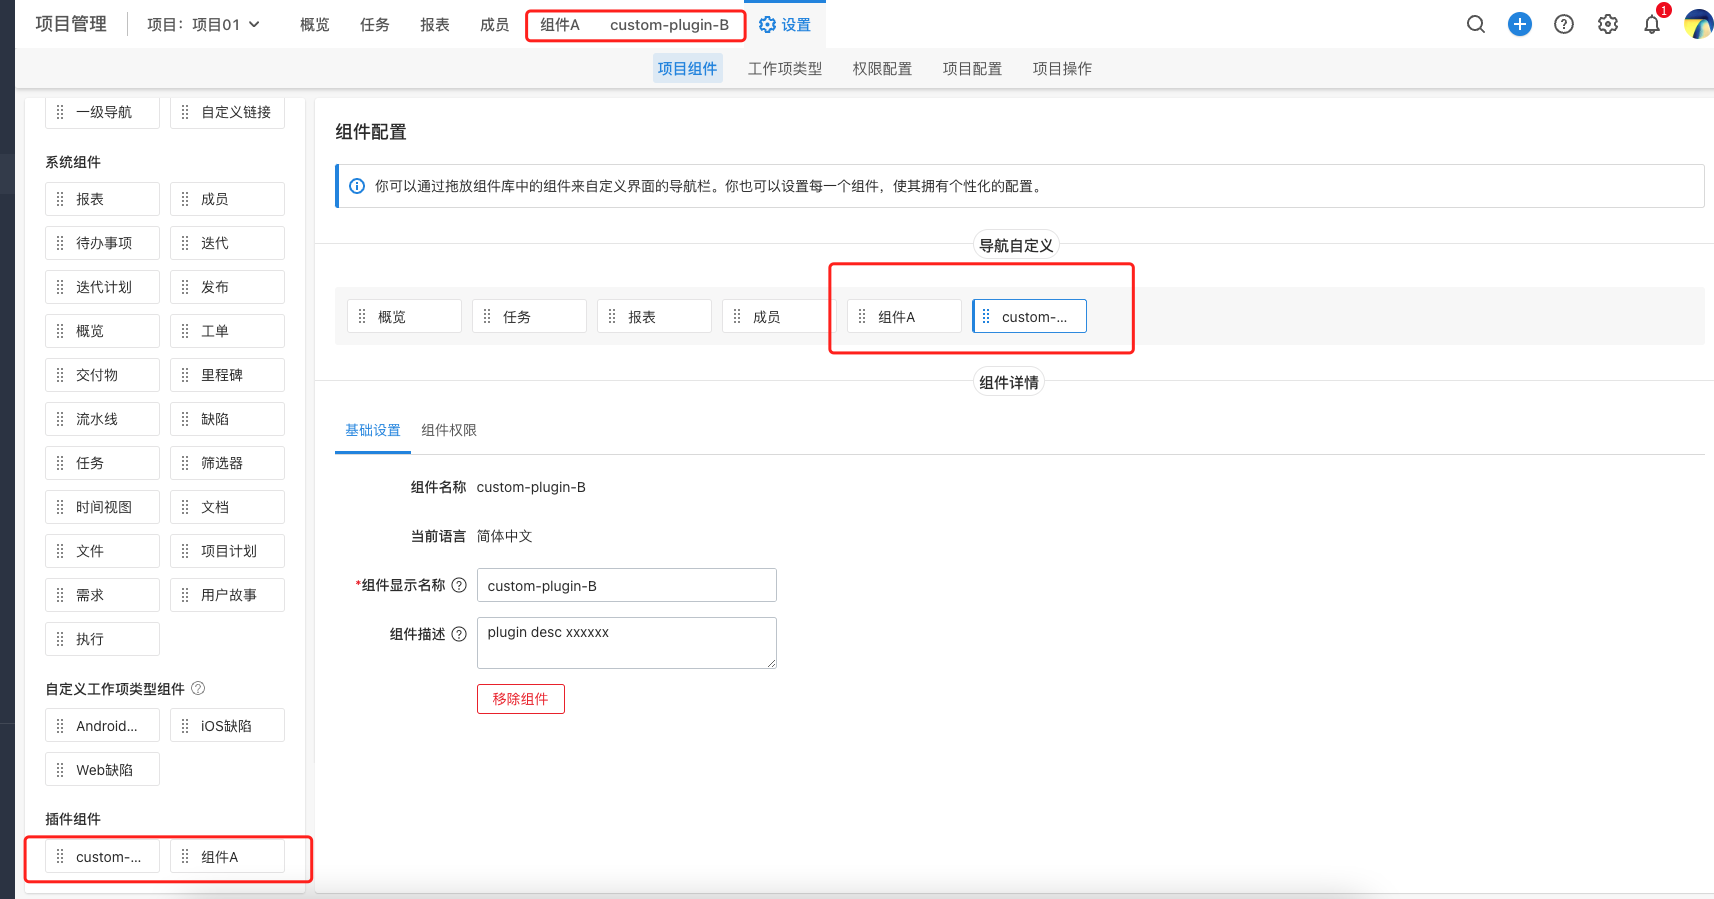 项目管理 项目：项目01 概览 任务 报表 成员 组件A custom-plugin-B 设置 1
项目组件 工作项类型 权限配置 项目配置 项目操作
一级导航 自定义链接
系统组件
报表 成员
待办事项 迭代
迭代计划 发布
概览 工单
交付物 里程碑
流水线 缺陷
任务 筛选器
时间视图 文档
文件 项目计划
需求 用户故事
执行
自定义工作项类型组件
Android... iOS缺陷
Web缺陷
插件组件
custom-... 组件A
组件配置
你可以通过拖放组件库中的组件来自定义界面的导航栏。你也可以设置每一个组件，使其拥有个性化的配置。
导航自定义
概览 任务 报表 成员 组件A custom-...
组件详情
基础设置 组件权限
组件名称 custom-plugin-B
当前语言 简体中文
*组件显示名称 custom-plugin-B
组件描述 plugin desc xxxxxx
移除组件